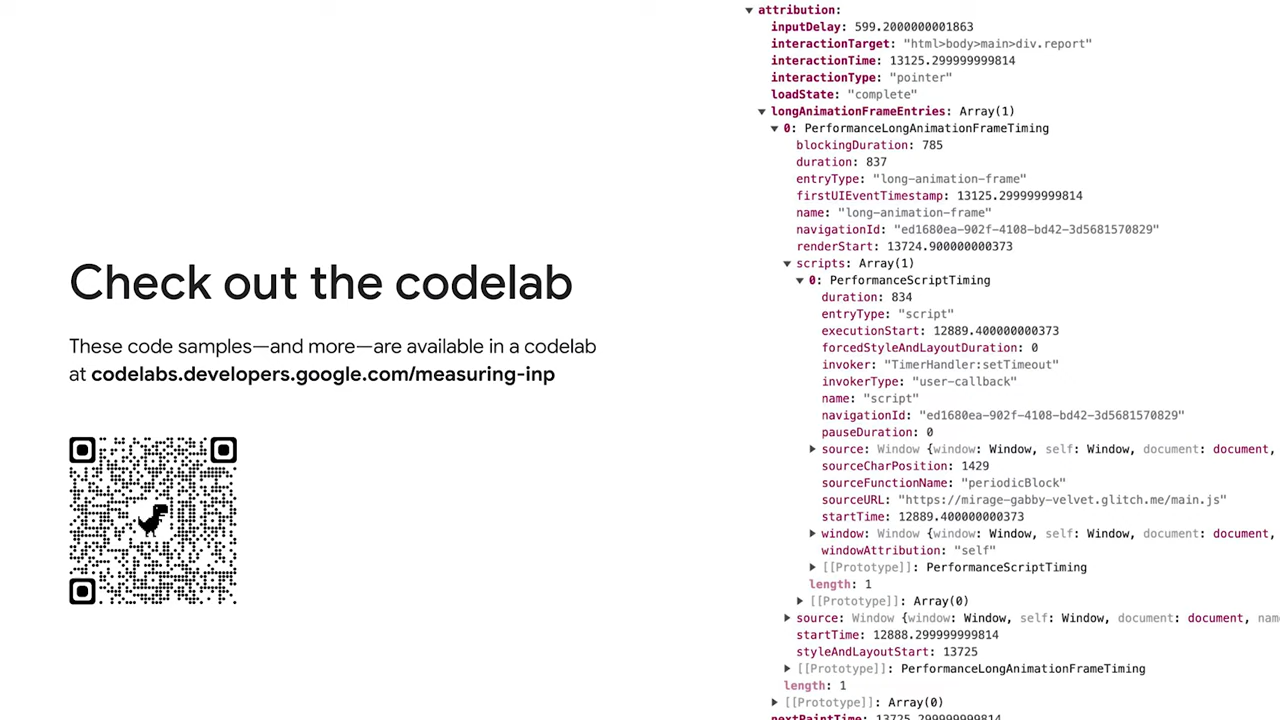 Check out the codelab
These code samples—and more—are available in a codelab
at codelabs.developers.google.com/measuring-inp
attribution:
inputDelay: 599.2000000001863
interactionTarget: "html>body>main>div.report"
interactionTime: 13125.299999999814
interactionType: "pointer"
loadState: "complete"
longAnimationFrameEntries: Array(1)
0: PerformanceLongAnimationFrameTiming
blockingDuration: 785
duration: 837
entryType: "long-animation-frame"
firstUIEventTimestamp: 13125.299999999814
name: "long-animation-frame"
navigationId: "ed1680ea-902f-4108-bd42-3d5681570829"
renderStart: 13724.900000000373
scripts: Array(1)
0: PerformanceScriptTiming
duration: 834
entryType: "script"
executionStart: 12889.400000000373
forcedStyleAndLayoutDuration: 0
invoker: "TimerHandler:setTimeout"
invokerType: "user-callback"
name: "script"
navigationId: "ed1680ea-902f-4108-bd42-3d5681570829"
pauseDuration: 0
source: Window {window: Window, self: Window, document: document,
sourceCharPosition: 1429
sourceFunctionName: "periodicBlock"
sourceURL: "https://mirage-gabby-velvet.glitch.me/main.js"
startTime: 12889.400000000373
window: Window {window: Window, self: Window, document: document,
windowAttribution: "self"
[[Prototype]]: PerformanceScriptTiming
length: 1
[[Prototype]]: Array(0)
source: Window {window: Window, self: Window, document: document, name
startTime: 12888.299999999814
styleAndLayoutStart: 13725
[[Prototype]]: PerformanceLongAnimationFrameTiming
length: 1
[[Prototype]]: Array(0)
nextPaintTime: 13725.299999999814